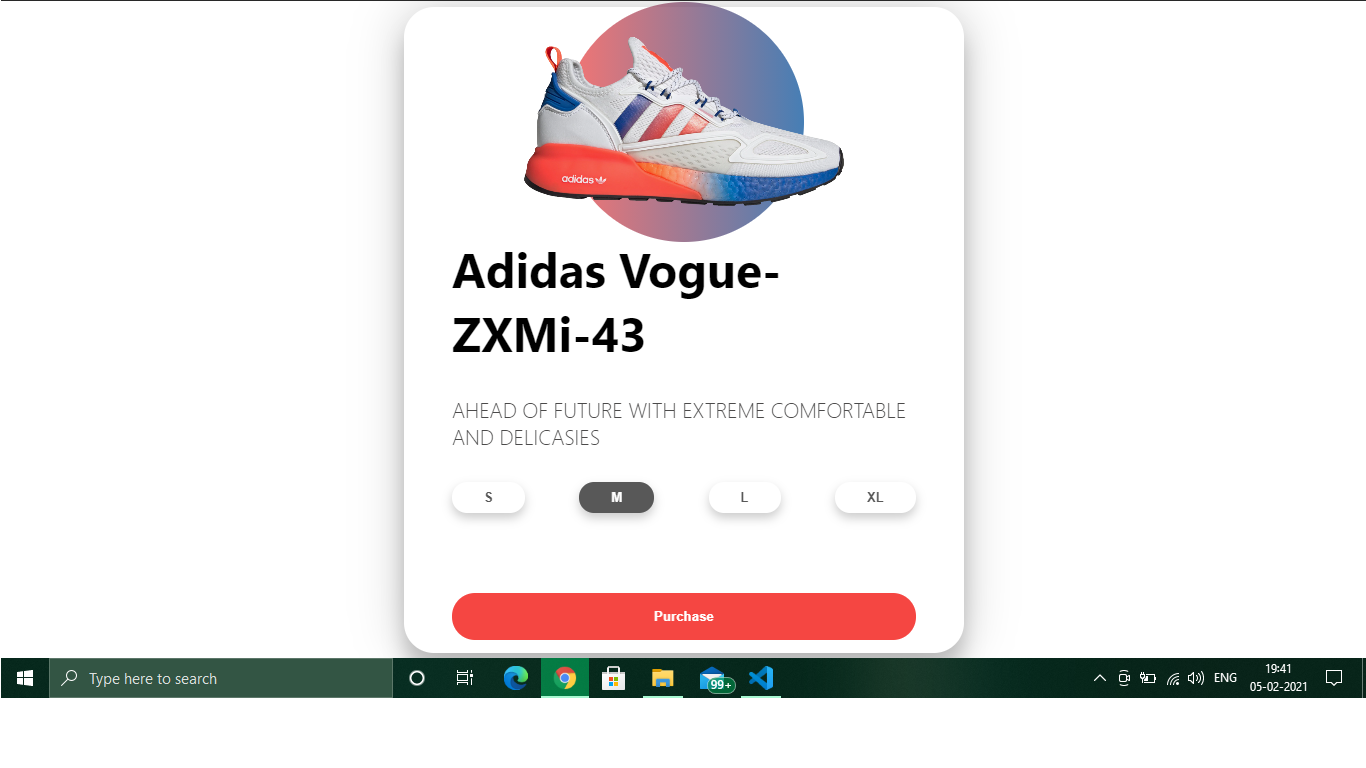 adidas
Adidas Vogue-
ZXMi-43
AHEAD OF FUTURE WITH EXTREME COMFORTABLE
AND DELICASIES
S M L XL
Purchase
Type here to search 99+ ENG 19:41
05-02-2021